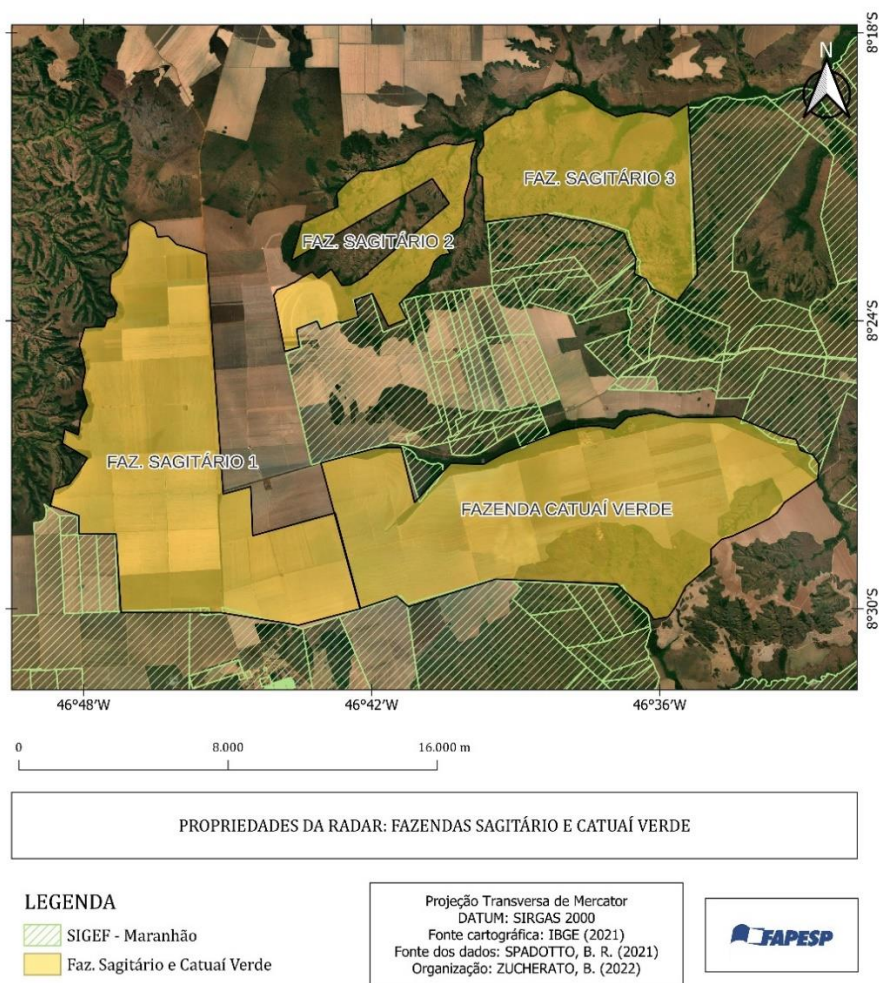 8°18'S
N
FAZ. SAGITÁRIO 3
FAZ. SAGITÁRIO 2
8°24'S
FAZ. SAGITÁRIO 1
FAZENDA CATUAÍ VERDE
8°30'S
46°48'W
46°42'W
46°36'W
0
8.000
16.000 m
PROPRIEDADES DA RADAR: FAZENDAS SAGITÁRIO E CATUAÍ VERDE
LEGENDA
SIGEF - Maranhão
Faz. Sagitário e Catuaí Verde
Projeção Transversa de Mercator
DATUM: SIRGAS 2000
Fonte cartográfica: IBGE (2021)
Fonte dos dados: SPADOTTO, B. R. (2021)
Organização: ZUCHERATO, B. (2022)
FAPESP